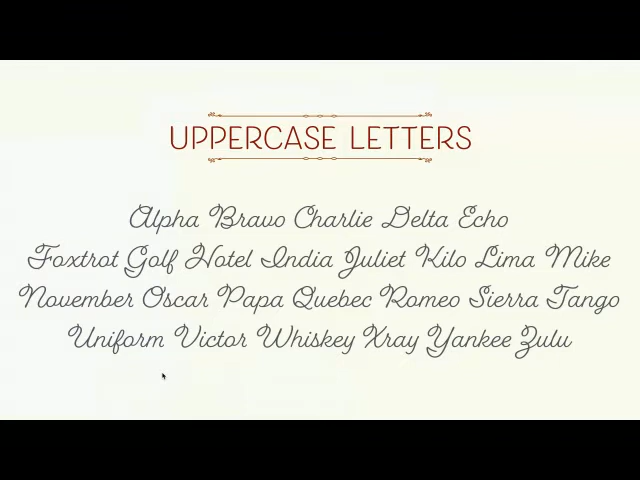 UPPERCASE LETTERS
Alpha Bravo Charlie Delta Echo
Foxtrot Golf Hotel India Juliet Kilo Lima Mike
November Oscar Papa Quebec Romeo Sierra Tango
Uniform Victor Whiskey Xray Yankee Zulu